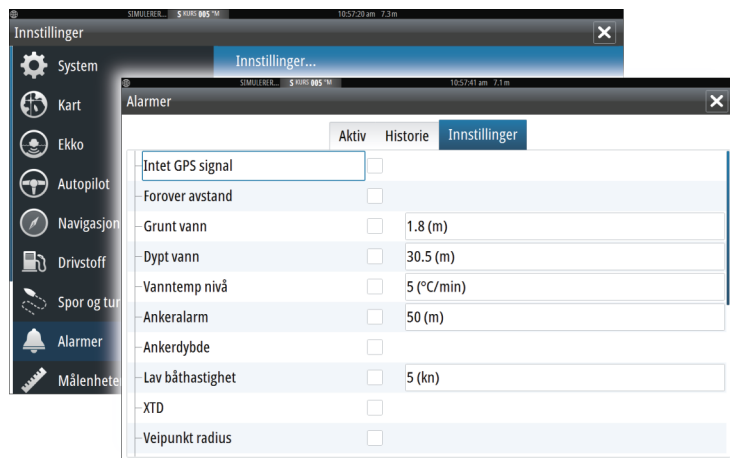 SIMULERER... S KURS 005 °M 10:57:20 am 7.3 m
Innstillinger
System
Innstillinger...
Kart
Ekko
Autopilot
Navigasjon
Drivstoff
Spor og tur
Alarmer
Målenhete
SIMULERER... S KURS 005 °M 10:57:41 am 7.1 m
Alarmer
Aktiv Historie Innstillinger
Intet GPS signal
Forover avstand
Grunt vann 1.8 (m)
Dypt vann 30.5 (m)
Vanntemp nivå 5 (°C/min)
Ankeralarm 50 (m)
Ankerdybde
Lav båthastighet 5 (kn)
XTD
Veipunkt radius